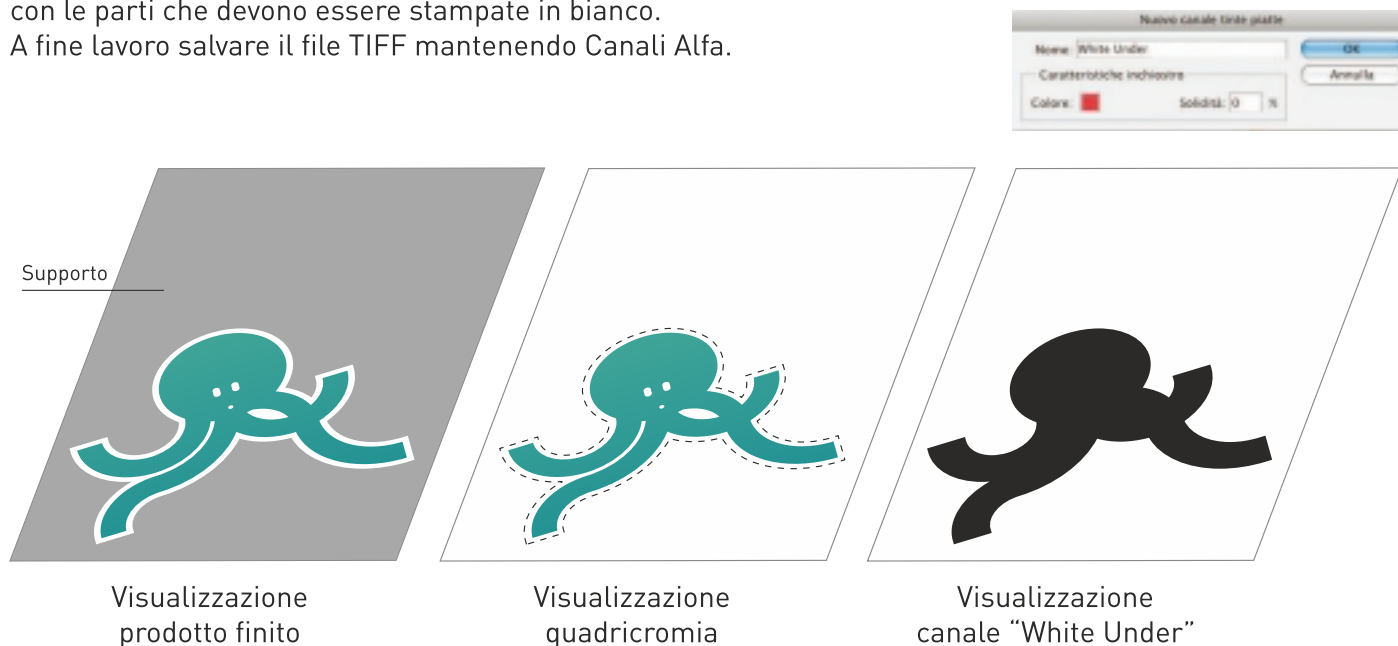 con le parti che devono essere stampate in bianco.
A fine lavoro salvare il file TIFF mantenendo Canali Alfa.
Nuovo canale tinte piatte
Nome: White Under
OK
Caratteristiche inchiostro
Annulla
Colore:
Solidità: 0 %
Supporto
Visualizzazione
prodotto finito
Visualizzazione
quadricromia
Visualizzazione
canale “White Under”